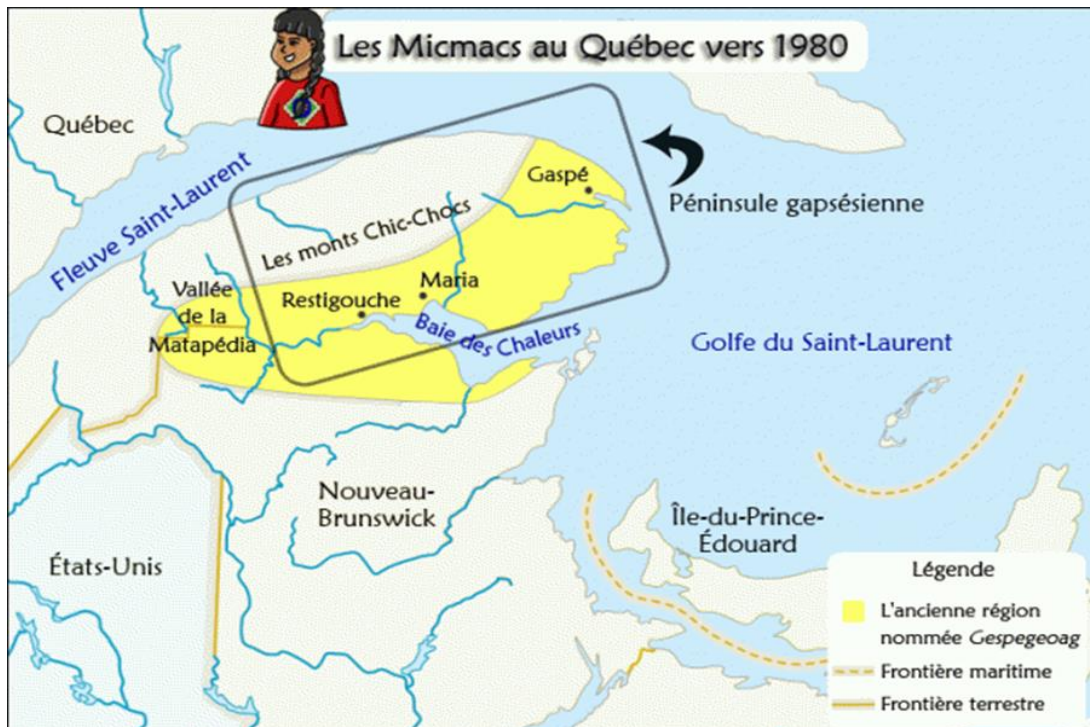 Les Micmacs au Québec vers 1980
Québec
Fleuve Saint-Laurent
Gaspé
Péninsule gapsésienne
Les monts Chic-Chocs
Maria
Vallée
de la
Matapédia
Restigouche
Baie des Chaleurs
Golfe du Saint-Laurent
Nouveau-
Brunswick
Île-du-Prince-
Édouard
États-Unis
Légende
L'ancienne région
nommée Gespegeoag
Frontière maritime
Frontière terrestre